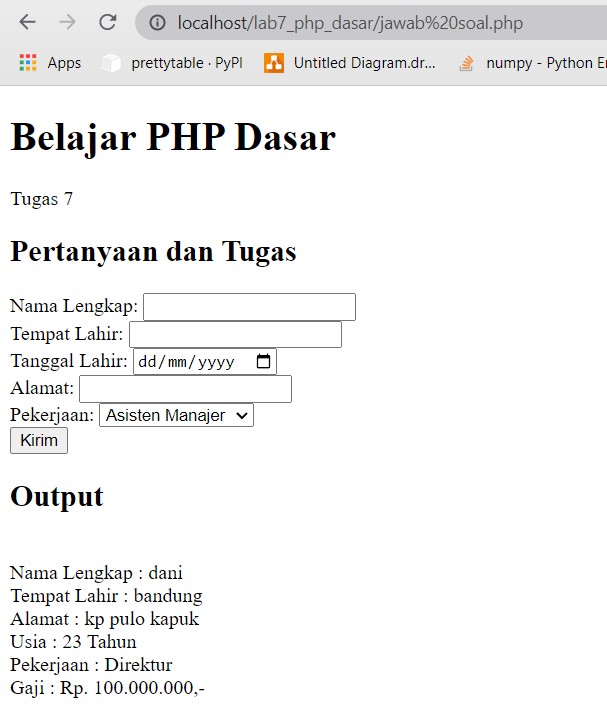 localhost/lab7_php_dasar/jawab%20soal.php
Apps prettytable · PyPI Untitled Diagram.dr... numpy - Python
Belajar PHP Dasar
Tugas 7
Pertanyaan dan Tugas
Nama Lengkap:
Tempat Lahir:
Tanggal Lahir: dd/mm/yyyy
Alamat:
Pekerjaan: Asisten Manajer
Kirim
Output
Nama Lengkap : dani
Tempat Lahir : bandung
Alamat : kp pulo kapuk
Usia : 23 Tahun
Pekerjaan : Direktur
Gaji : Rp. 100.000.000,-